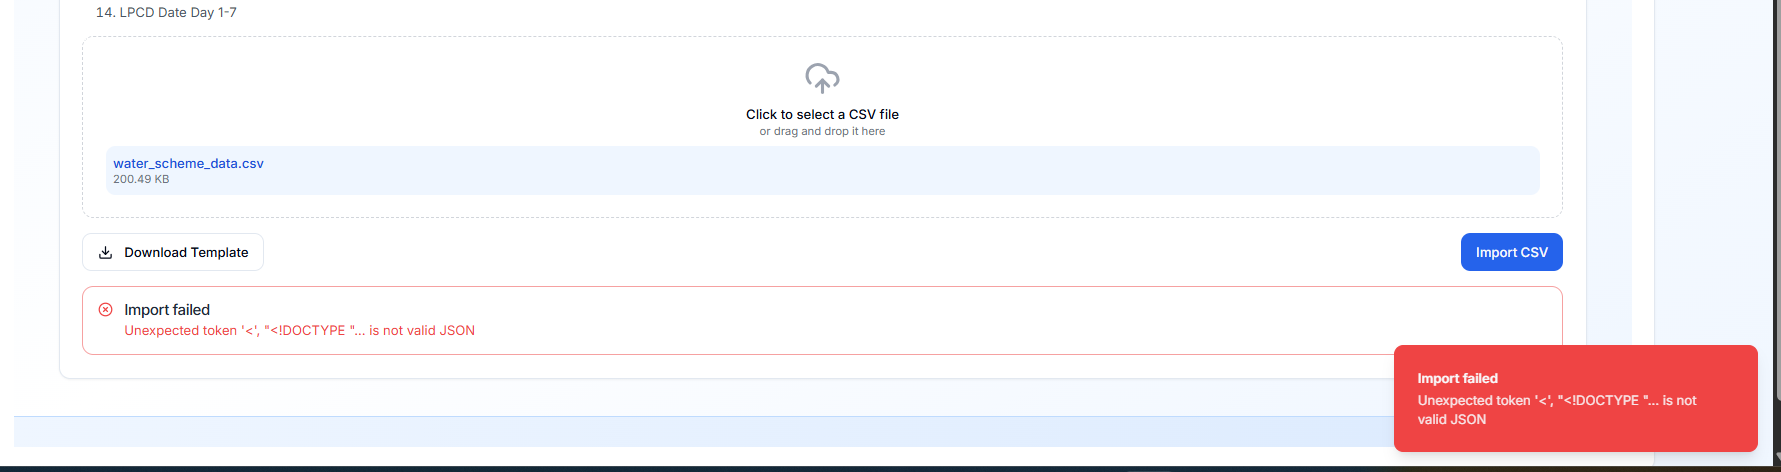 14. LPCD Date Day 1-7
Click to select a CSV file
or drag and drop it here
water_scheme_data.csv
200.49 KB
Download Template
Import CSV
Import failed
Unexpected token '<', "<!DOCTYPE "... is not valid JSON
Import failed
Unexpected token '<', "<!DOCTYPE "... is not
valid JSON